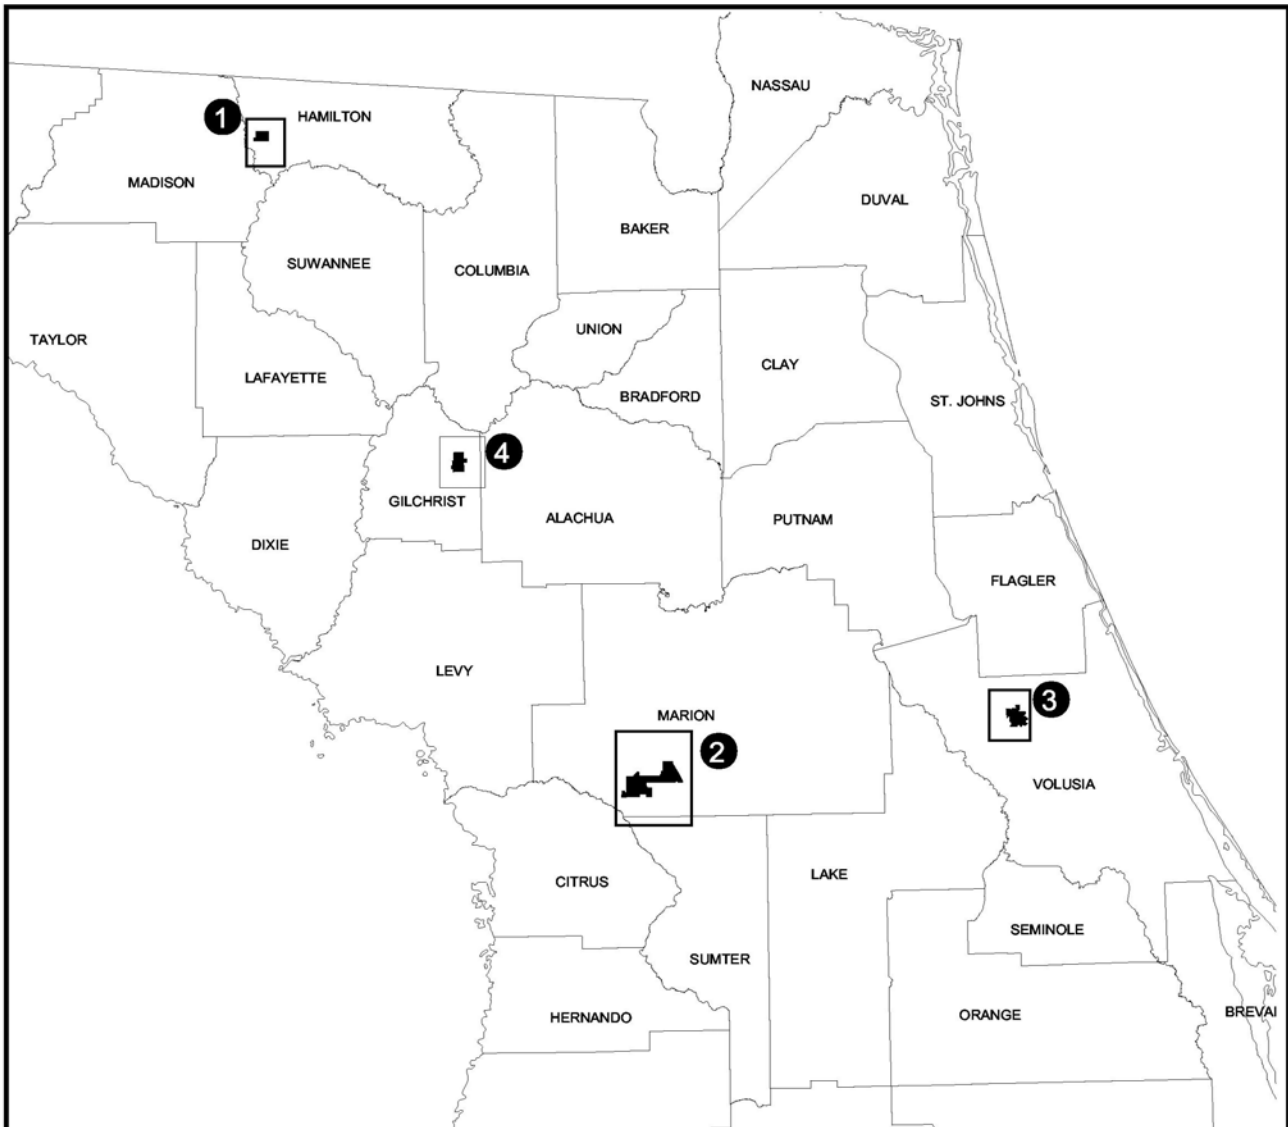 NASSAU
1
HAMILTON
MADISON
DUVAL
BAKER
SUWANNEE
COLUMBIA
UNION
TAYLOR
CLAY
LAFAYETTE
BRADFORD
ST. JOHNS
4
GILCHRIST
ALACHUA
PUTNAM
DIXIE
FLAGLER
LEVY
3
MARION
2
VOLUSIA
LAKE
CITRUS
SEMINOLE
SUMTER
HERNANDO
ORANGE
BREVAI